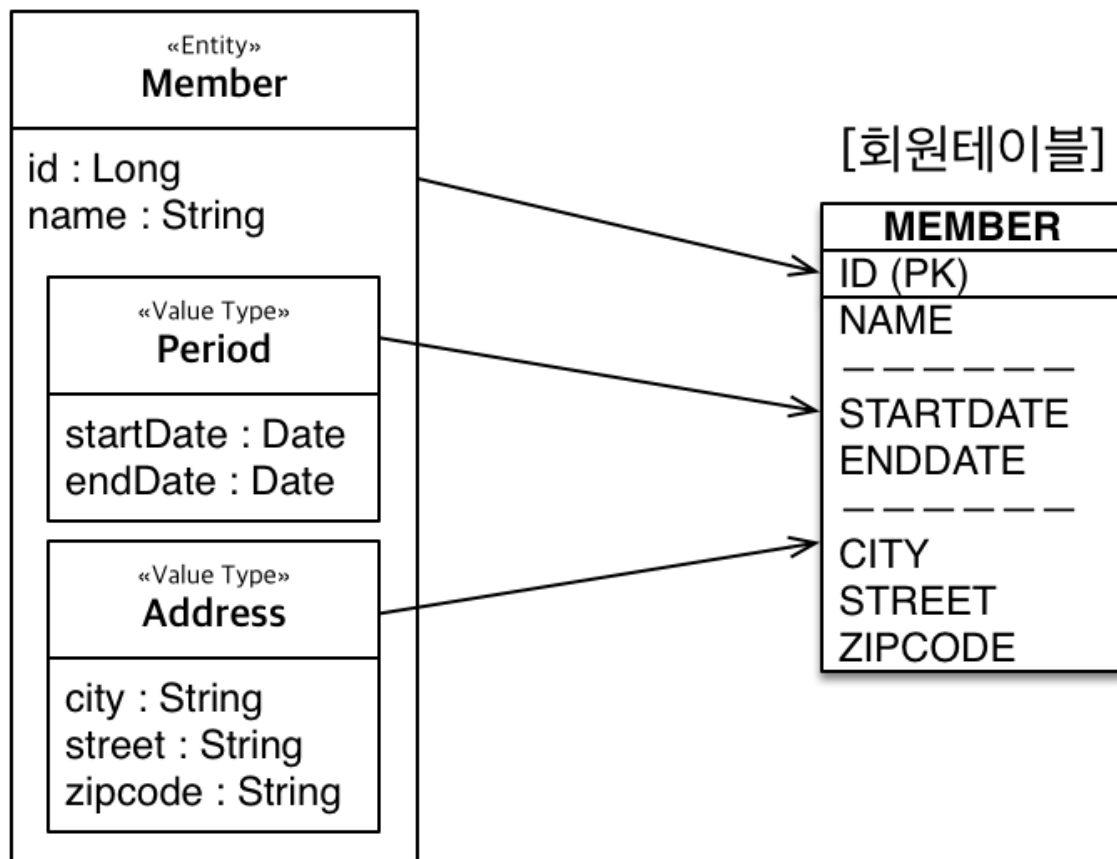 «Entity»
Member
id : Long
name : String
«Value Type»
Period
startDate : Date
endDate : Date
«Value Type»
Address
city : String
street : String
zipcode : String
[회원테이블]
MEMBER
ID (PK)
NAME
STARTDATE
ENDDATE
CITY
STREET
ZIPCODE